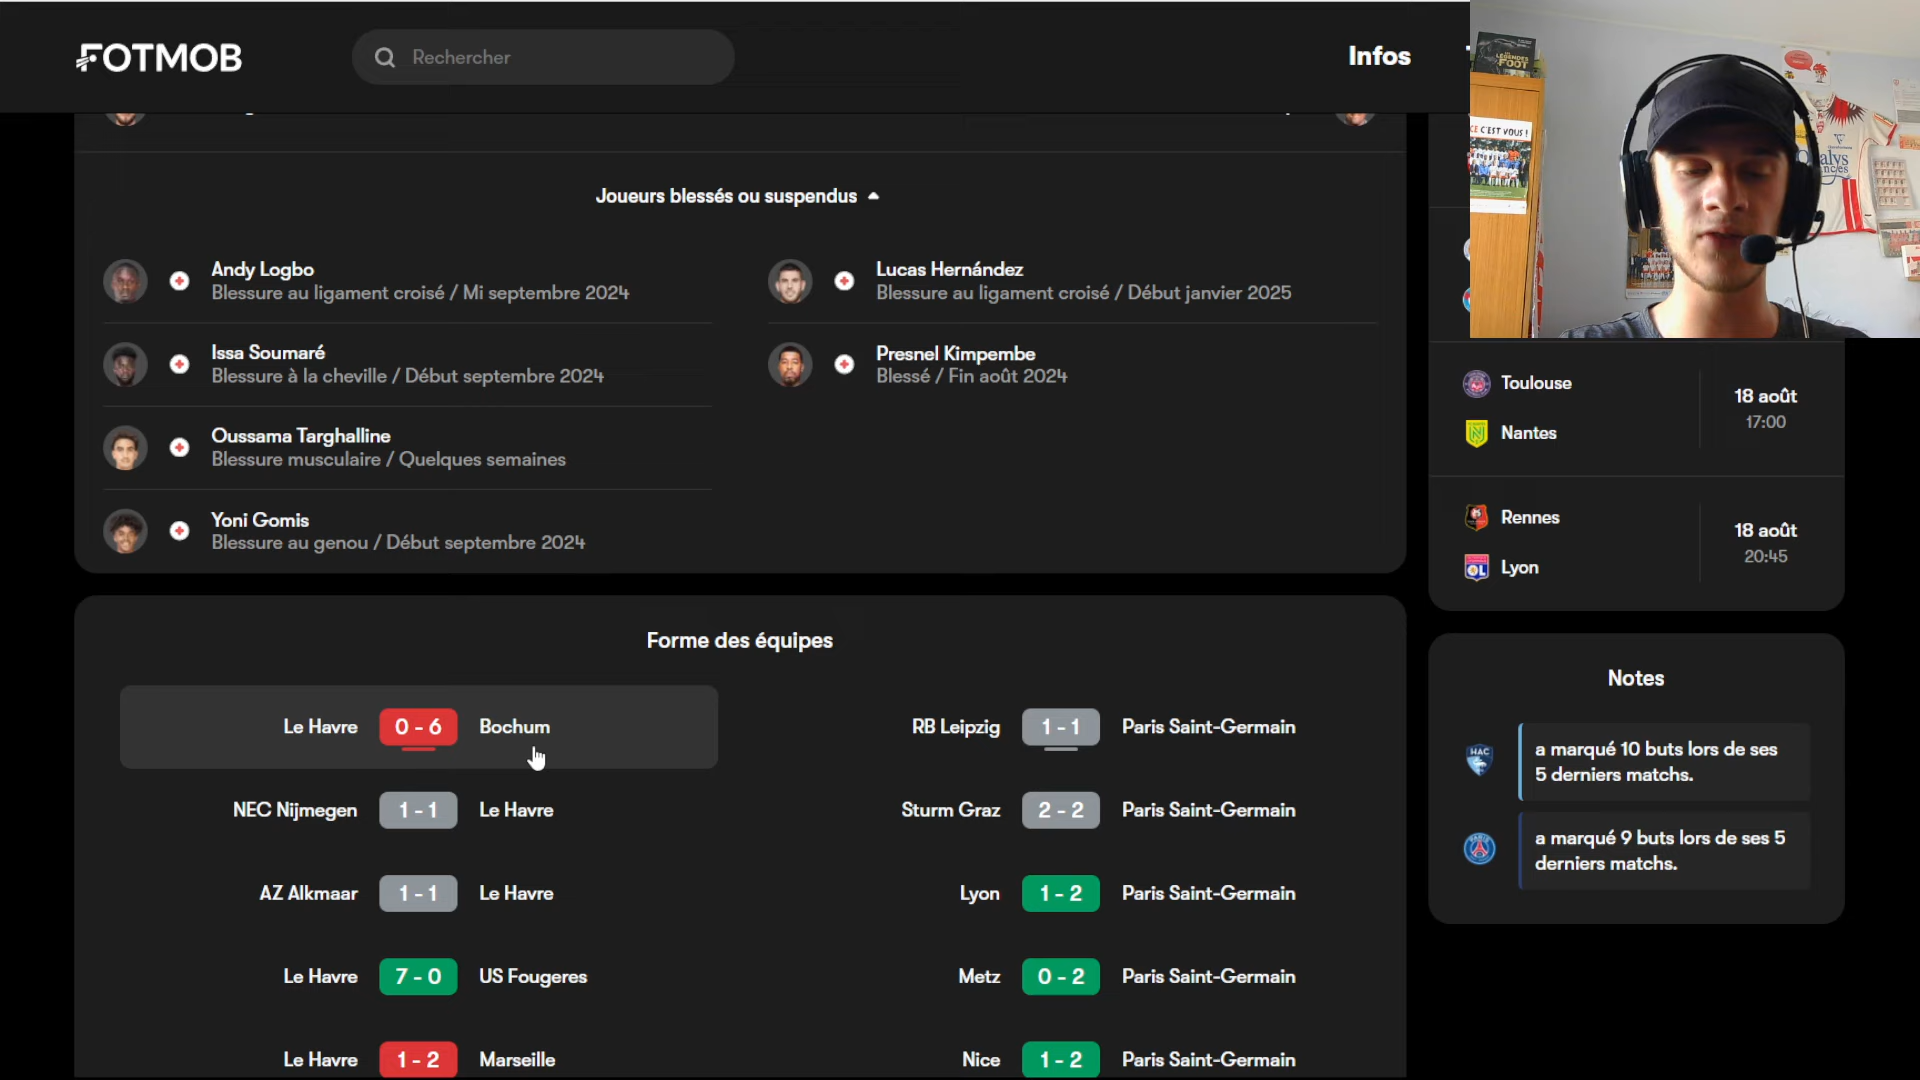 FOTMOB
Rechercher
Infos
LÉGENDES
FOOT
CE C'EST VOUS !
Joueurs blessés ou suspendus
Andy Logbo
Blessure au ligament croisé / Mi septembre 2024
Issa Soumaré
Blessure à la cheville / Début septembre 2024
Oussama Targhalline
Blessure musculaire / Quelques semaines
Yoni Gomis
Blessure au genou / Début septembre 2024
Lucas Hernández
Blessure au ligament croisé / Début janvier 2025
Presnel Kimpembe
Blessé / Fin août 2024
Toulouse
Nantes
18 août
17:00
Rennes
Lyon
18 août
20:45
Forme des équipes
Le Havre 0 - 6 Bochum
NEC Nijmegen 1 - 1 Le Havre
AZ Alkmaar 1 - 1 Le Havre
Le Havre 7 - 0 US Fougeres
Le Havre 1 - 2 Marseille
RB Leipzig 1 - 1 Paris Saint-Germain
Sturm Graz 2 - 2 Paris Saint-Germain
Lyon 1 - 2 Paris Saint-Germain
Metz 0 - 2 Paris Saint-Germain
Nice 1 - 2 Paris Saint-Germain
Notes
HAC
a marqué 10 buts lors de ses
5 derniers matchs.
PARIS
a marqué 9 buts lors de ses 5
derniers matchs.